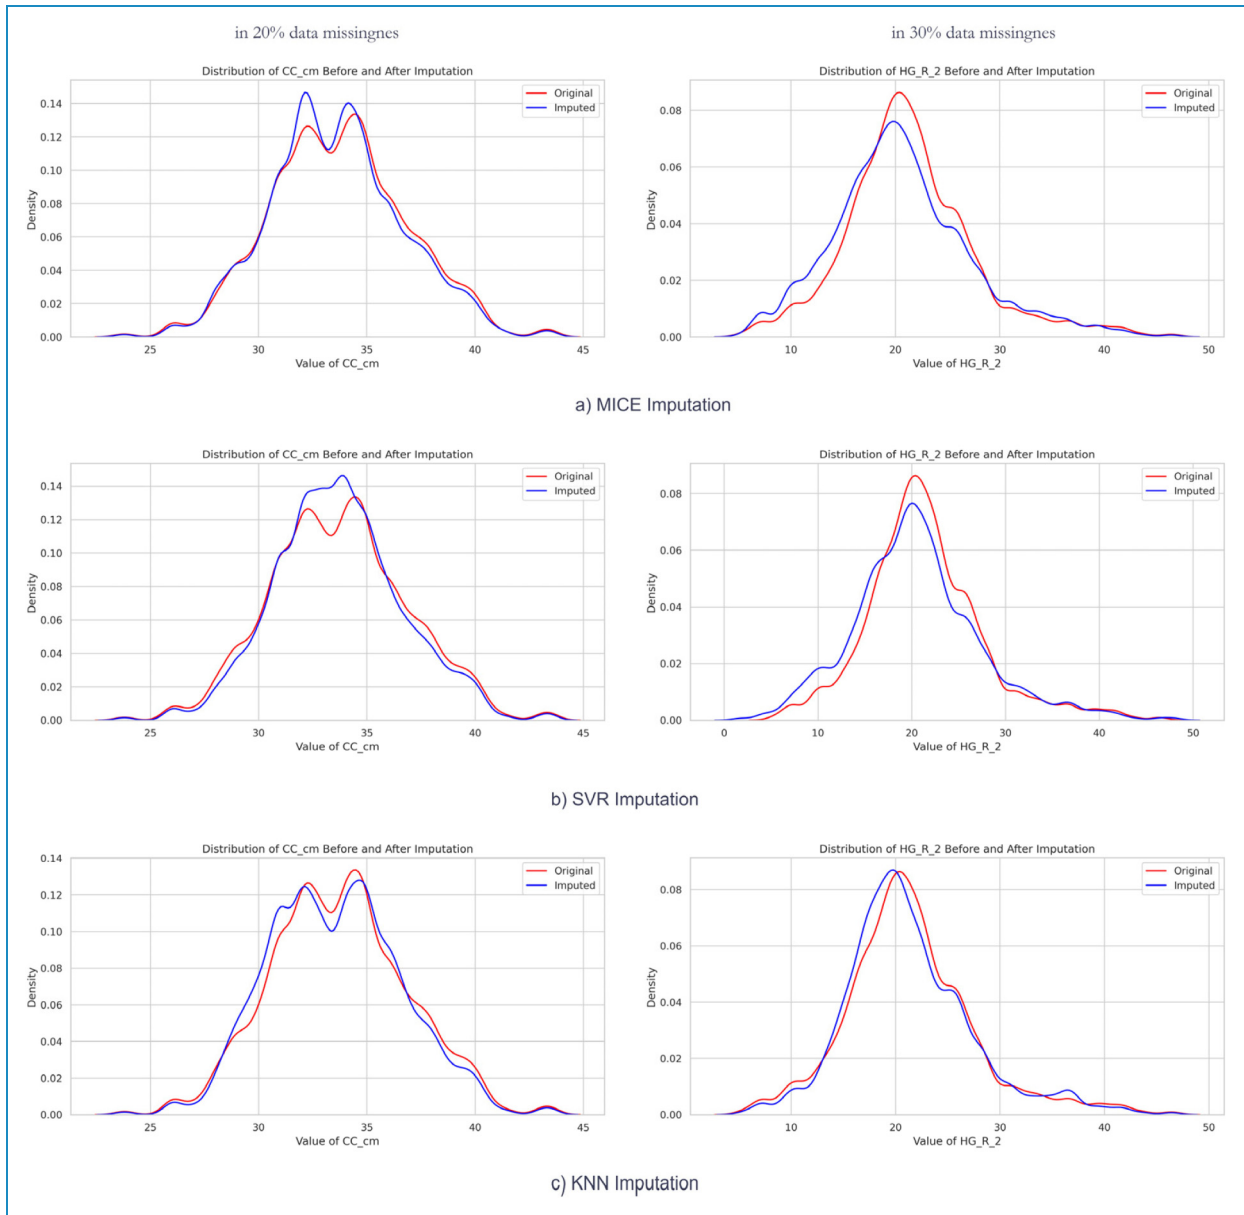 in 20% data missingnes
in 30% data missingnes
Distribution of CC_cm Before and After Imputation
Original
Imputed
0.14
0.12
0.10
0.08
0.06
0.04
0.02
0.00
Density
25 30 35 40 45
Value of CC_cm
Distribution of HG_R_2 Before and After Imputation
Original
Imputed
0.08
0.06
0.04
0.02
0.00
Density
10 20 30 40 50
Value of HG_R_2
a) MICE Imputation
Distribution of CC_cm Before and After Imputation
Original
Imputed
0.14
0.12
0.10
0.08
0.06
0.04
0.02
0.00
Density
25 30 35 40 45
Value of CC_cm
Distribution of HG_R_2 Before and After Imputation
Original
Imputed
0.08
0.06
0.04
0.02
0.00
Density
0 10 20 30 40 50
Value of HG_R_2
b) SVR Imputation
Distribution of CC_cm Before and After Imputation
Original
Imputed
0.14
0.12
0.10
0.08
0.06
0.04
0.02
0.00
Density
25 30 35 40 45
Value of CC_cm
Distribution of HG_R_2 Before and After Imputation
Original
Imputed
0.08
0.06
0.04
0.02
0.00
Density
10 20 30 40 50
Value of HG_R_2
c) KNN Imputation